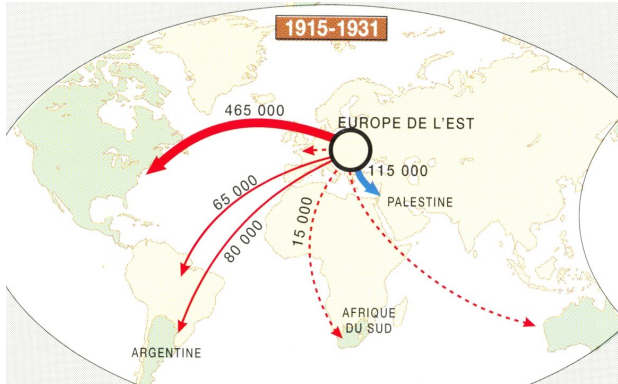 1915-1931
465 000
EUROPE DE L'EST
115 000
PALESTINE
65 000
80 000
15 000
AFRIQUE
DU SUD
ARGENTINE